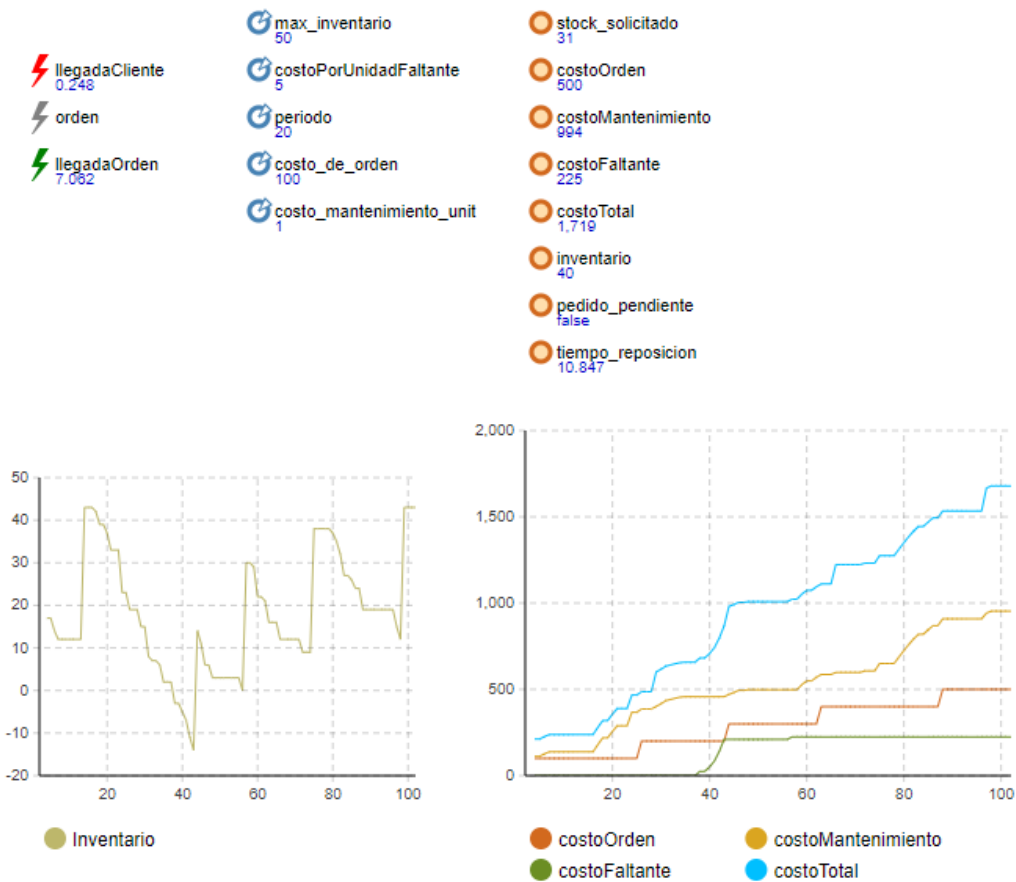 max_inventario
50
stock_solicitado
31
llegadaCliente
0.248
costoPorUnidadFaltante
5
costoOrden
500
orden
periodo
20
costoMantenimiento
994
llegadaOrden
7.062
costo_de_orden
100
costoFaltante
225
costo_mantenimiento_unit
1
costoTotal
1,719
inventario
40
pedido_pendiente
false
tiempo_reposicion
10.847
50
40
30
20
10
0
-10
-20
20
40
60
80
100
Inventario
2,000
1,500
1,000
500
0
20
40
60
80
100
costoOrden
costoMantenimiento
costoFaltante
costoTotal